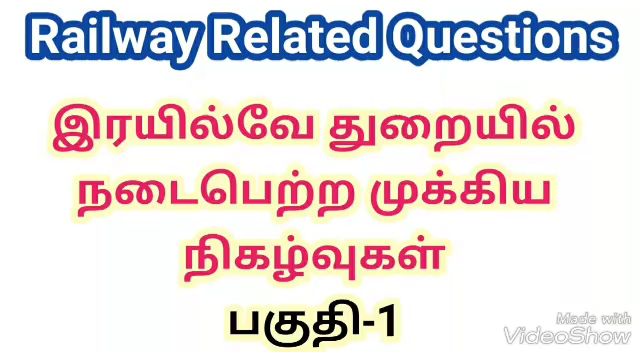 Railway Related Questions
இரயில்வே துறையில்
நடைபெற்ற முக்கிய
நிகழ்வுகள்
பகுதி-1
Made with
VideoShow